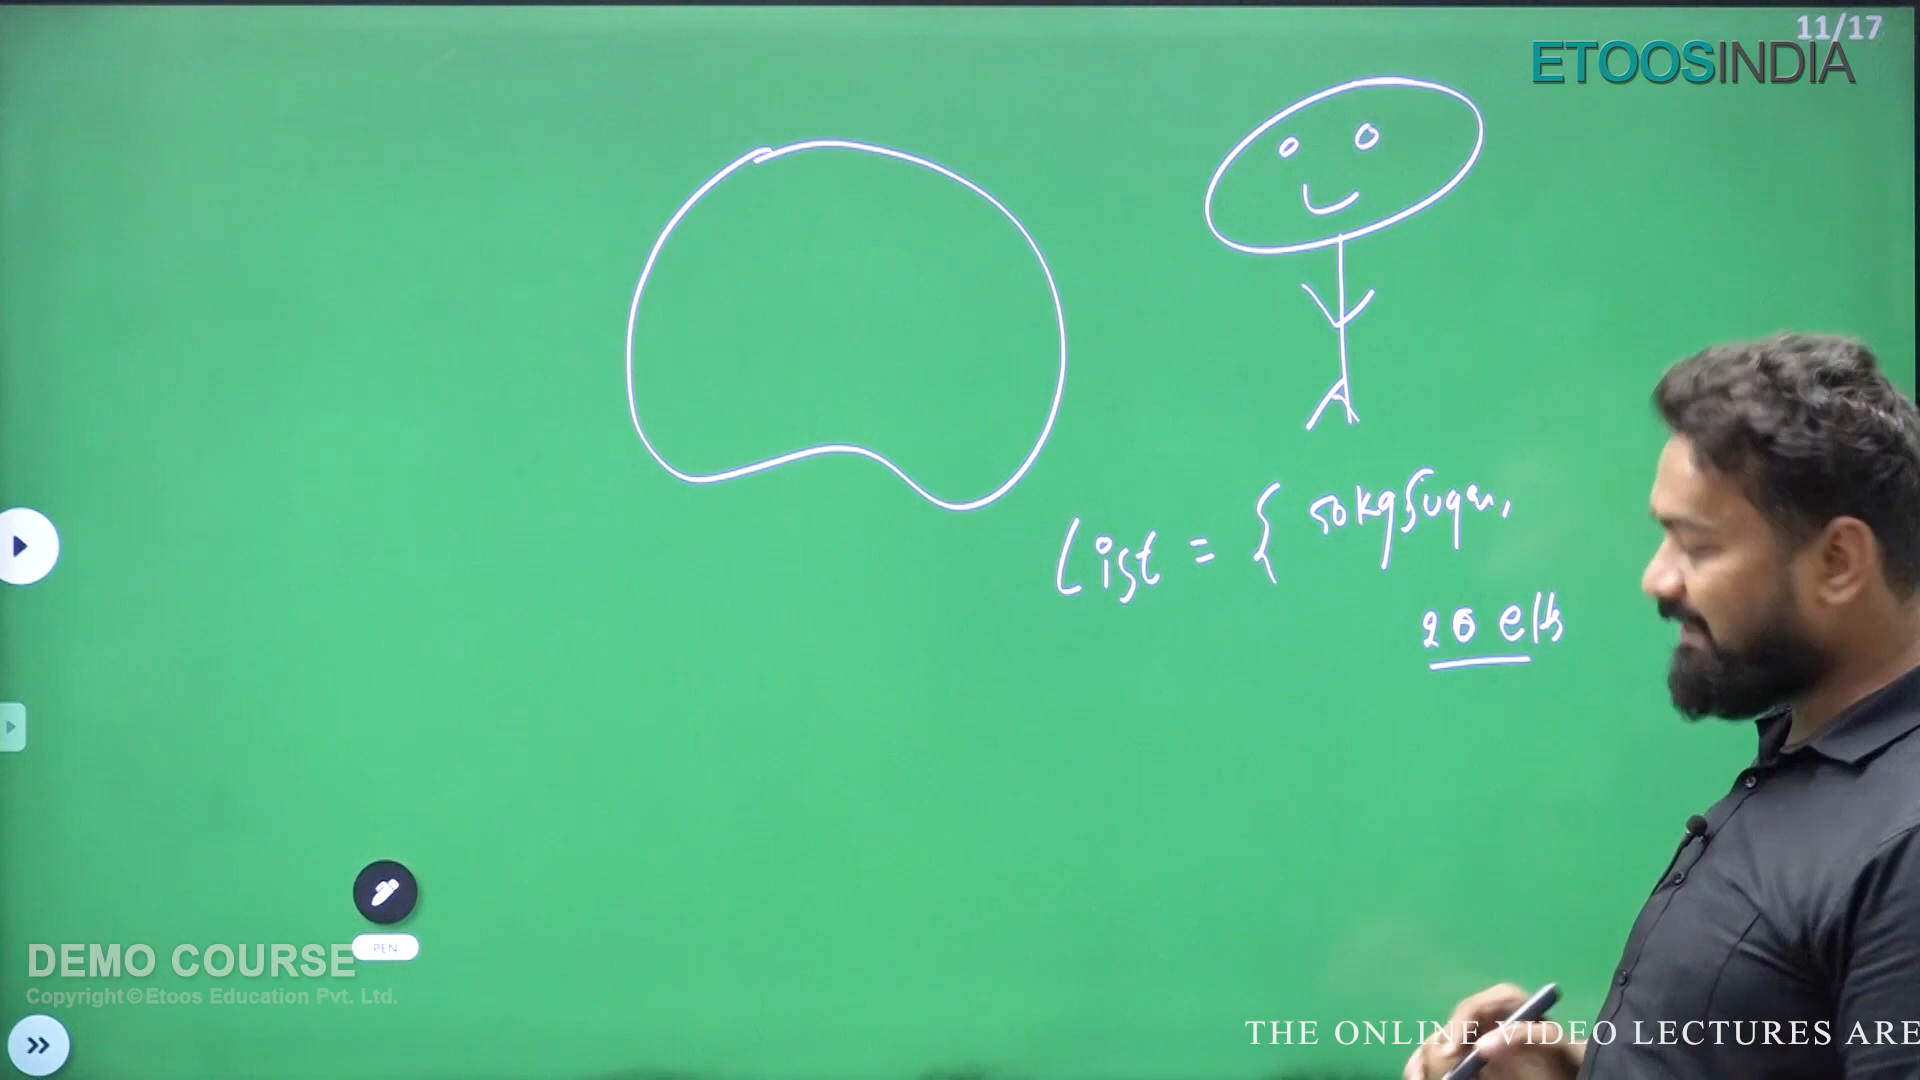 11/17
ETOOSINDIA
List = { 50kg Sugar,
20
PEN
DEMO COURSE
Copyright©Etoos Education Pvt. Ltd.
THE ONLINE VIDEO LECTURES ARE